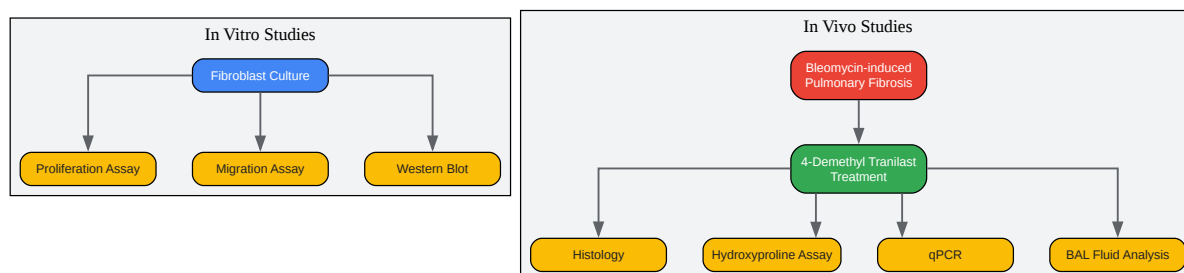 In Vitro Studies
Fibroblast Culture
Proliferation Assay
Migration Assay
Western Blot
In Vivo Studies
Bleomycin-induced
Pulmonary Fibrosis
4-Demethyl Tranilast
Treatment
Histology
Hydroxyproline Assay
qPCR
BAL Fluid Analysis